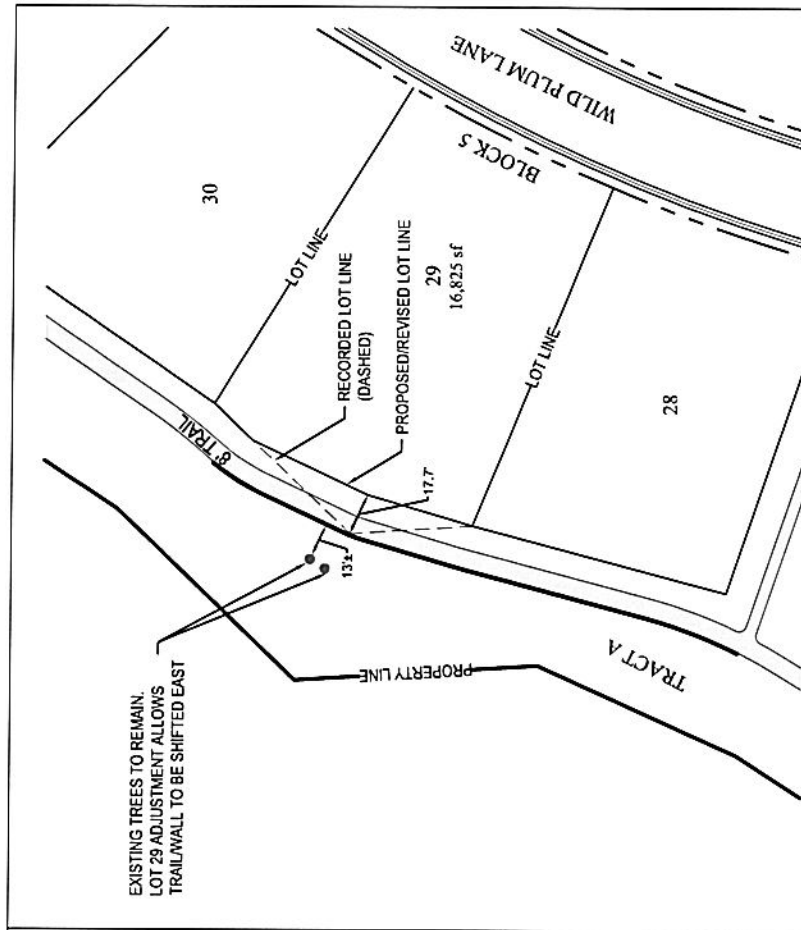 WILD PLUM LANE
BLOCK 5
30
LOT LINE
RECORDED LOT LINE
(DASHED)
29
16,825 sf
PROPOSED/REVISED LOT LINE
8' TRAIL
17.7'
LOT LINE
13'±
28
EXISTING TREES TO REMAIN.
LOT 29 ADJUSTMENT ALLOWS
TRAIL/WALL TO BE SHIFTED EAST
PROPERTY LINE
TRACT A